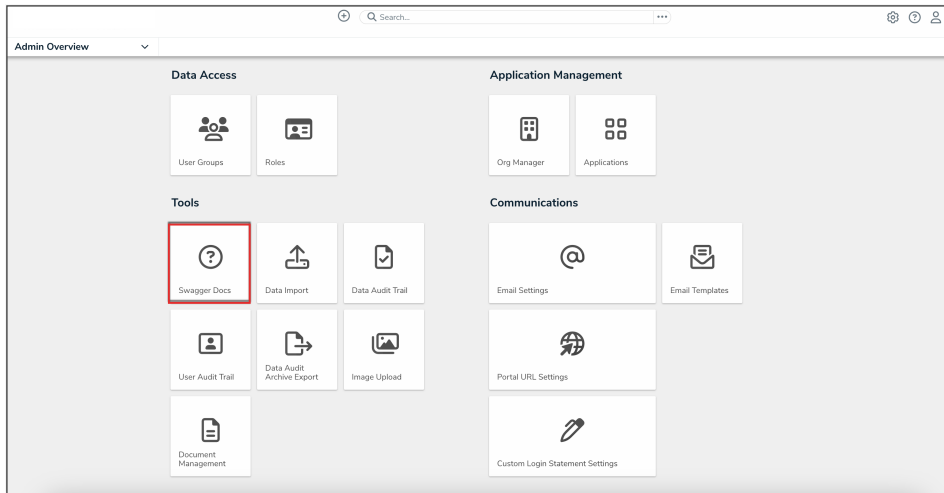 Search...
Admin Overview
Data Access
User Groups
Roles
Application Management
Org Manager
Applications
Tools
Swagger Docs
Data Import
Data Audit Trail
User Audit Trail
Data Audit
Archive Export
Image Upload
Document
Management
Communications
Email Settings
Email Templates
Portal URL Settings
Custom Login Statement Settings